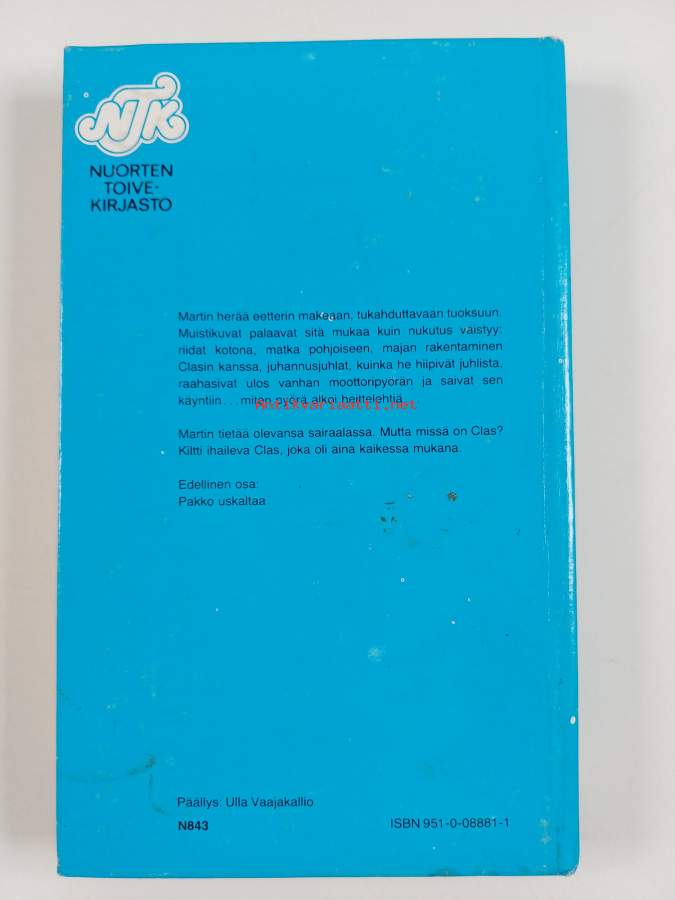 NTK
NUORTEN
TOIVE-
KIRJASTO
Martin herää eetterin makeaan, tukahduttavaan tuoksuun.
Muistikuvat palaavat sitä mukaa kuin nukutus väistyy:
riidat kotona, matka pohjoiseen, majan rakentaminen
Clasin kanssa, juhannusjuhlat, kuinka he hiipivät juhlista,
raahasivat ulos vanhan moottoripyörän ja saivat sen
käyntiin . . . miten pyörä alkoi heittelehtiä.
Antikvariaatti.net
Martin tietää olevansa sairaalassa. Mutta missä on Clas?
Kiltti ihaileva Clas, joka oli aina kaikessa mukana.
Edellinen osa:
Pakko uskaltaa
Päällys: Ulla Vaajakallio
N843
ISBN 951-0-08881-1